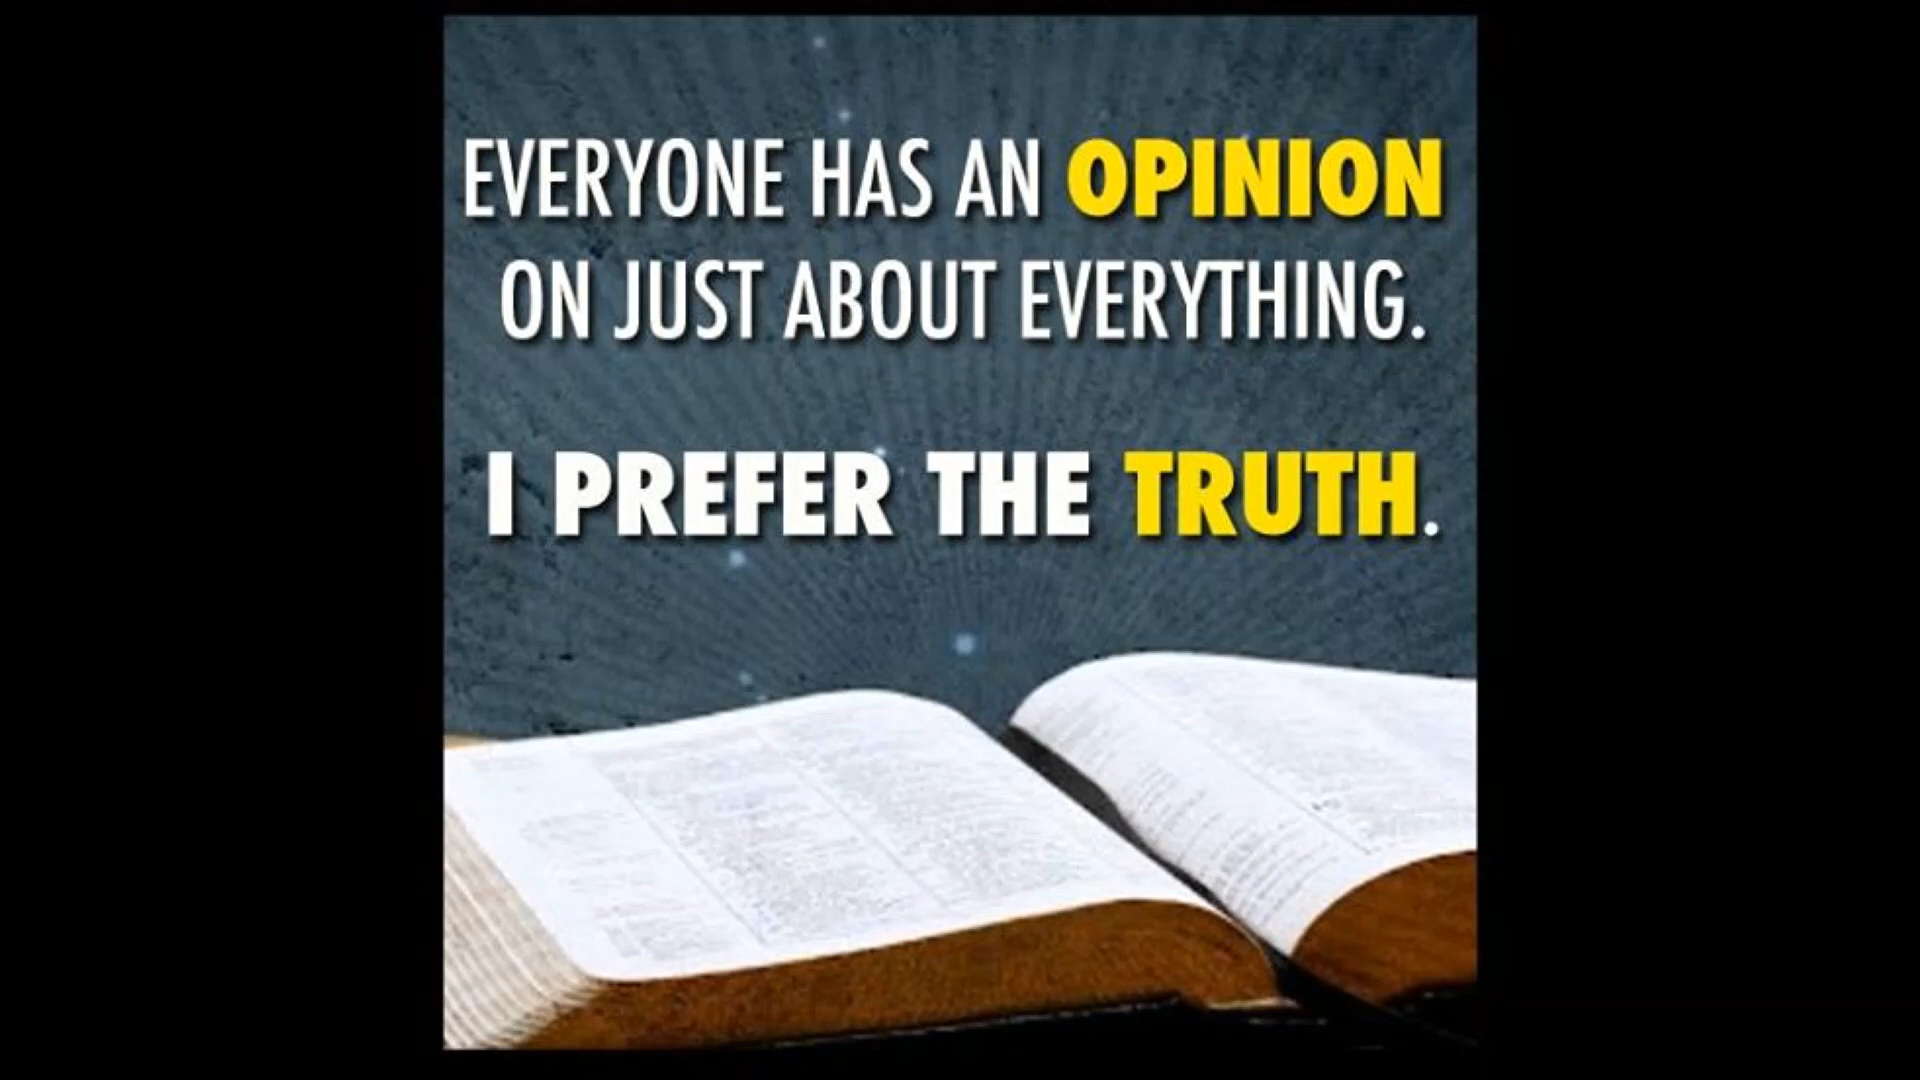 EVERYONE HAS AN OPINION
ON JUST ABOUT EVERYTHING.
I PREFER THE TRUTH.